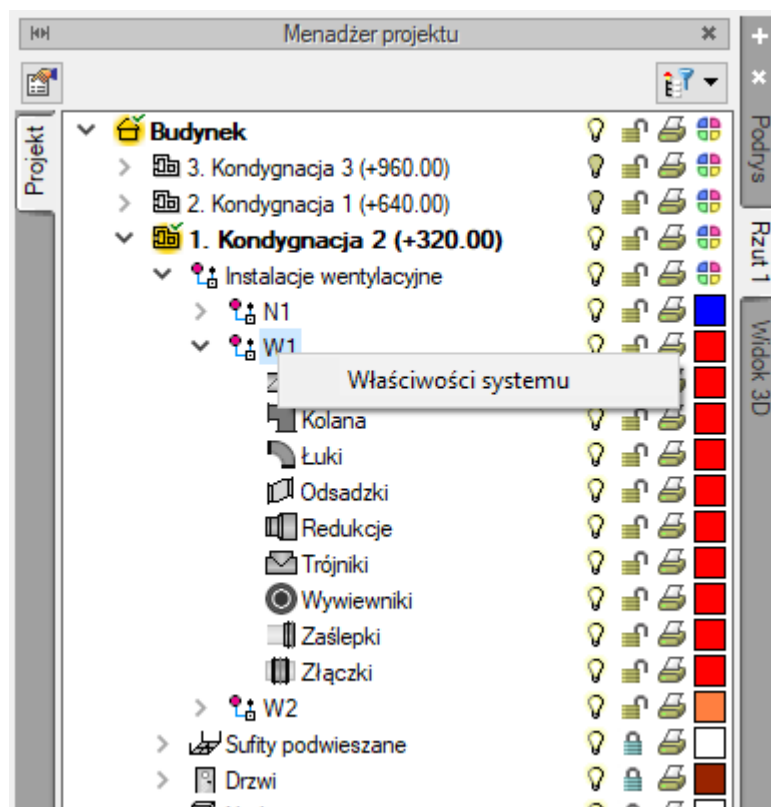 Menadżer projektu
Projekt
Budynek
3. Kondygnacja 3 (+960.00)
2. Kondygnacja 1 (+640.00)
1. Kondygnacja 2 (+320.00)
Instalacje wentylacyjne
N1
W1
Właściwości systemu
Kolana
Łuki
Odsadzki
Redukcje
Trójniki
Wywiewniki
Zaślepki
Złączki
W2
Sufity podwieszane
Drzwi
Podrys
Rzut 1
Widok 3D